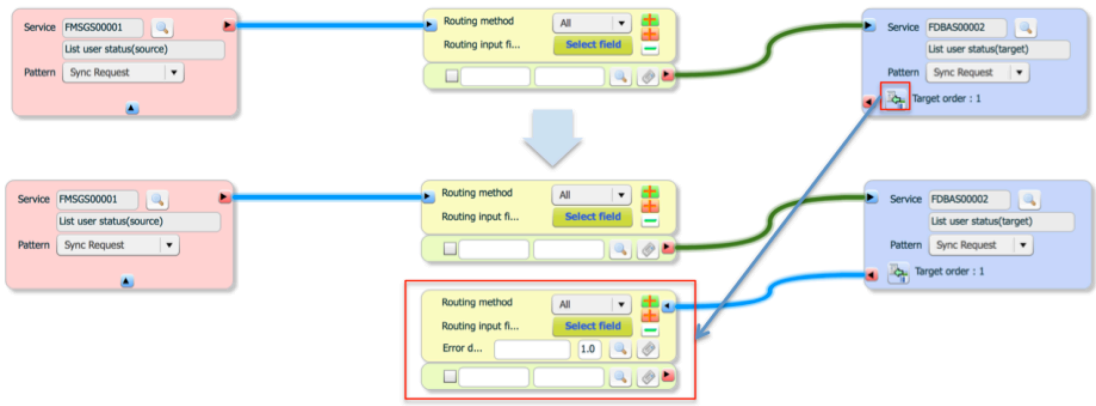 Service FMSGS00001
List user status(source)
Pattern Sync Request
Routing method All
Routing input fi... Select field
Service FDBAS00002
List user status(target)
Pattern Sync Request
Target order : 1
Service FMSGS00001
List user status(source)
Pattern Sync Request
Routing method All
Routing input fi... Select field
Service FDBAS00002
List user status(target)
Pattern Sync Request
Target order : 1
Routing method All
Routing input fi... Select field
Error d... 1.0